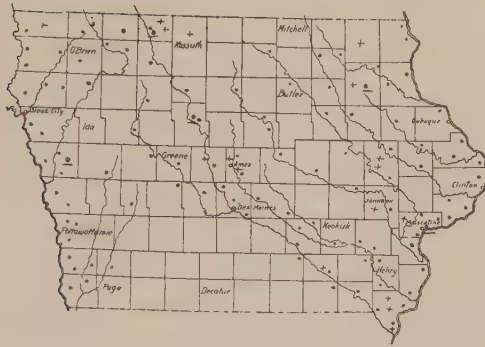 Mitchell
Kossuth
O'Brien
Butler
Dubuque
Sioux City
Ida
Greene
Ames
Clinton
Johnson
Des Moines
Muscatine
Keokuk
Pottawattamie
Henry
Page
Decatur